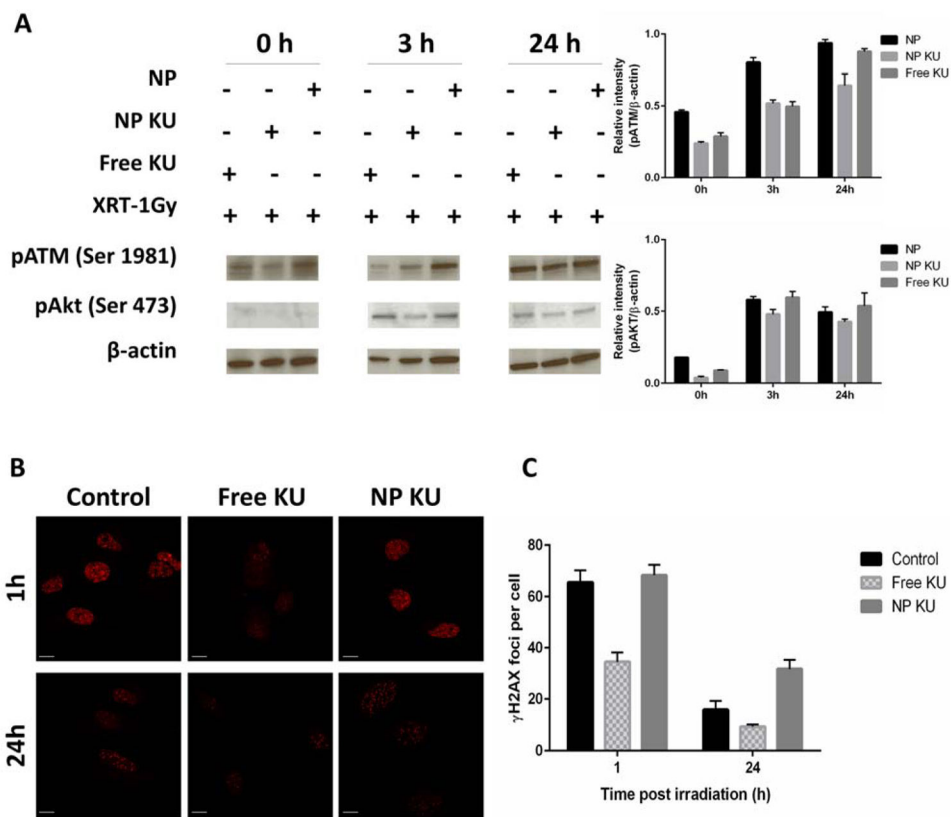 A
0 h 3 h 24 h
NP - - + - - + - - +
NP KU - + - - + - - + -
Free KU + - - + - - + - -
XRT-1Gy + + + + + + + + +
pATM (Ser 1981)
pAkt (Ser 473)
β-actin
Relative intensity
(pATM/β-actin)
1.0
0.5
0.0
0h 3h 24h
NP
NP KU
Free KU
Relative intensity
(pAKT/β-actin)
1.0
0.5
0.0
0h 3h 24h
NP
NP KU
Free KU
B
Control Free KU NP KU
1h
24h
C
γH2AX foci per cell
80
60
40
20
0
1 24
Time post irradiation (h)
Control
Free KU
NP KU